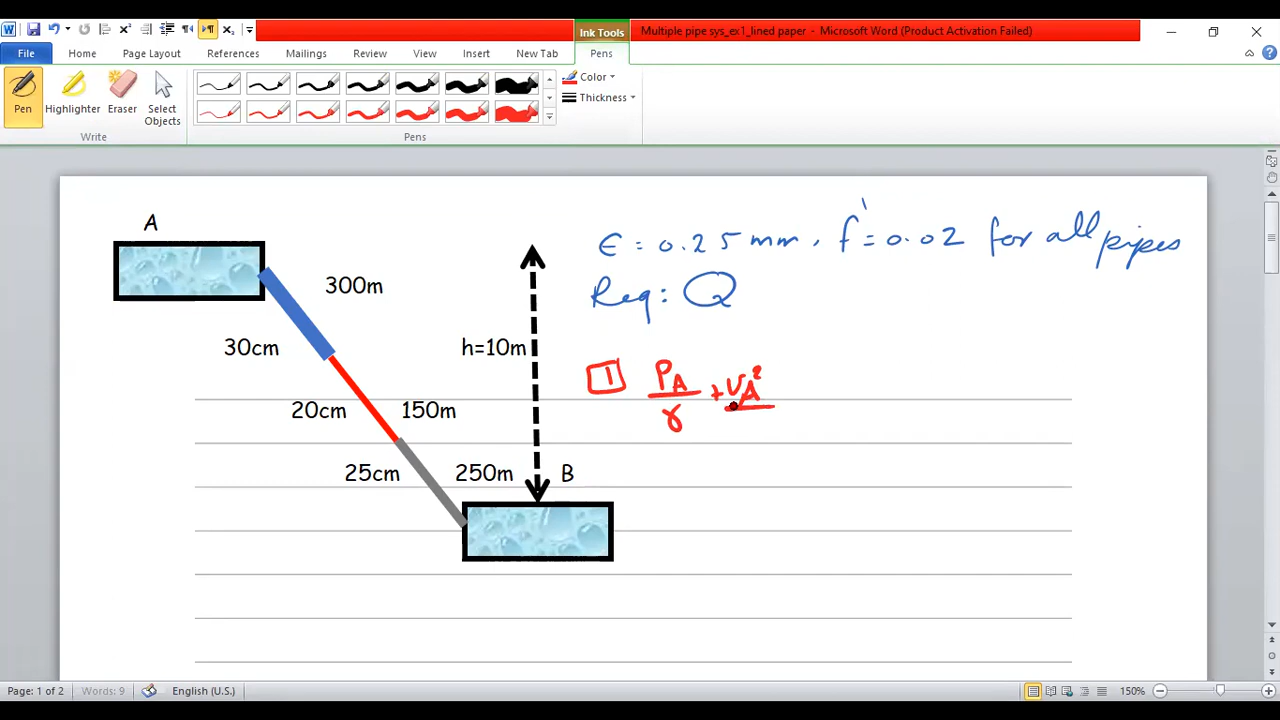 Ink Tools
Multiple pipe sys_ex1_lined paper - Microsoft Word (Product Activation Failed)
File Home Page Layout References Mailings Review View Insert New Tab Pens
Pen Highlighter Eraser Select Objects
Color
Thickness
Write
Pens
A
300m
30cm
h=10m
20cm 150m
25cm 250m B
ϵ = 0.25 mm, f' = 0.02 for all pipes
Req: Q
1 PA/γ + VA²
Page: 1 of 2 Words: 9 English (U.S.) 150%